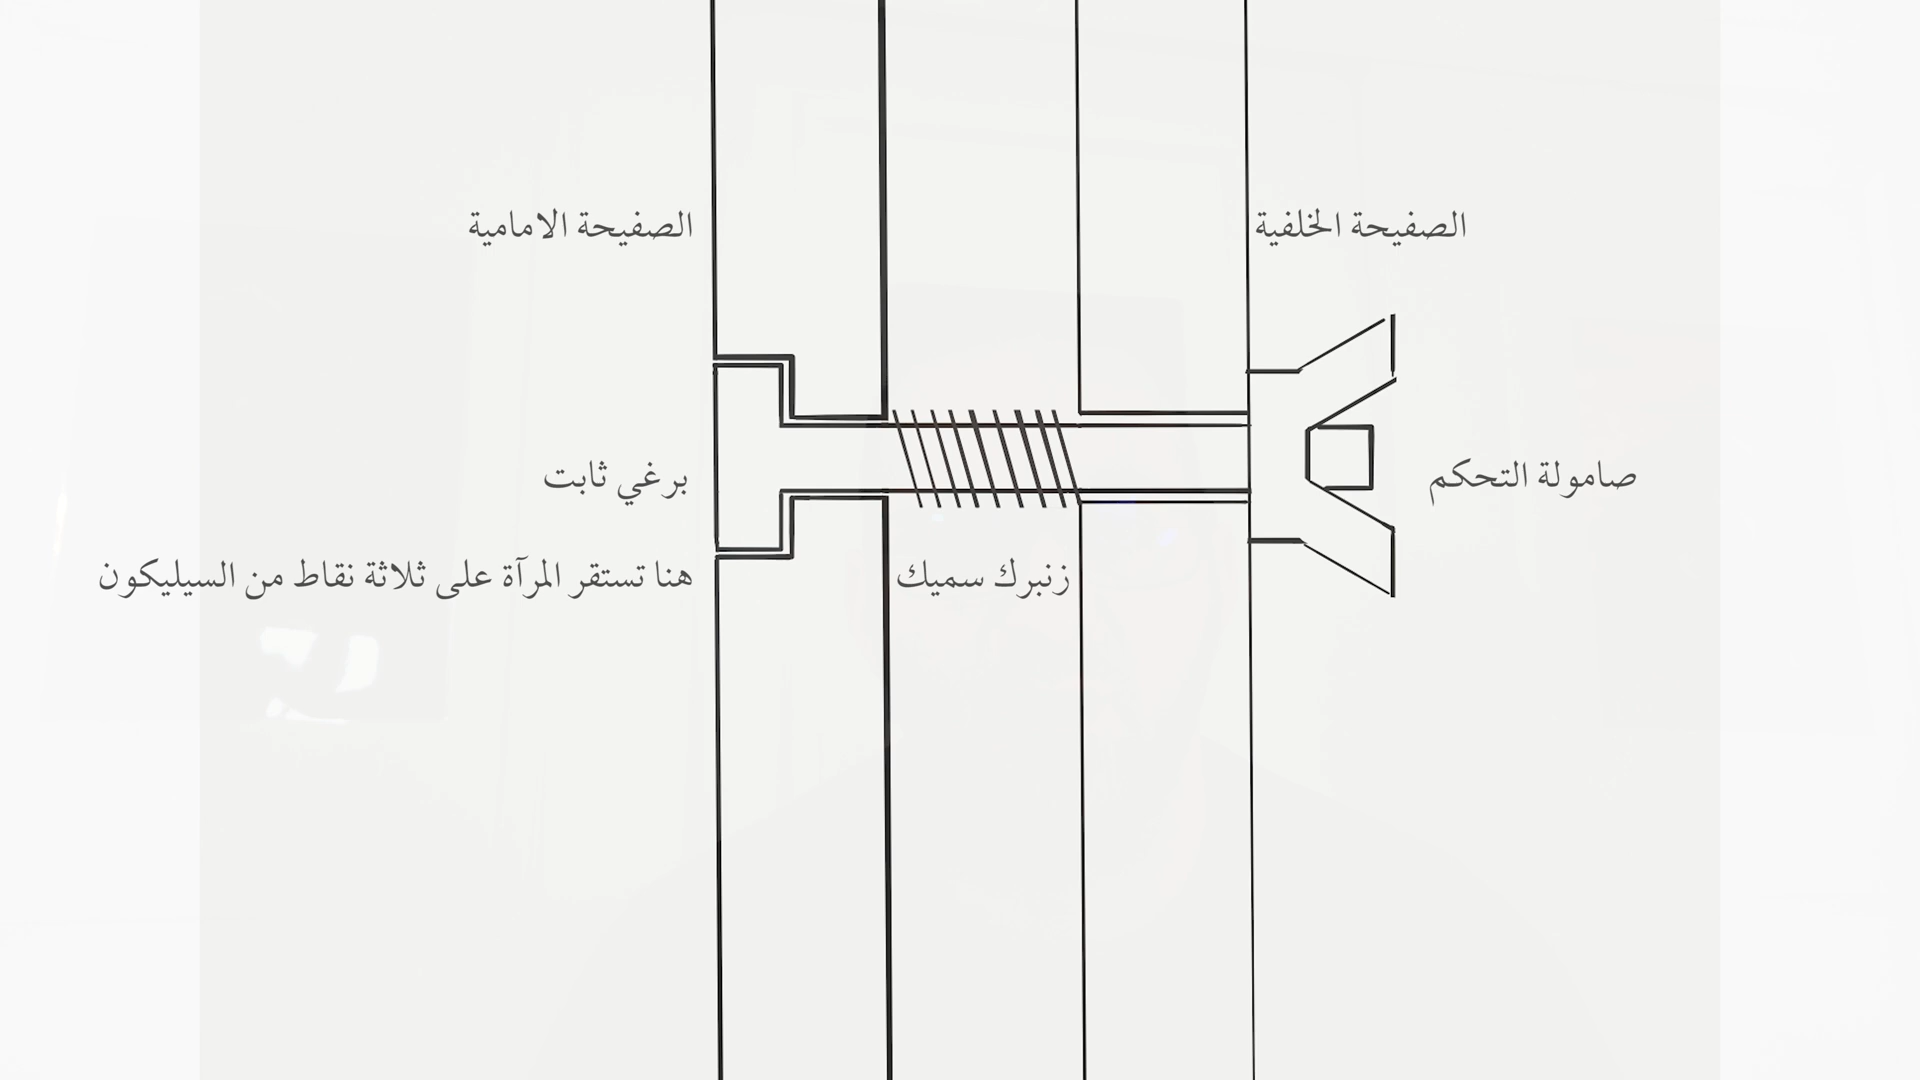 الصفيحة الخلفية
الصفيحة الامامية
صامولة التحكم
برغي ثابت
زنبرك سميك
هنا تستقر المرآة على ثلاثة نقاط من السيليكون